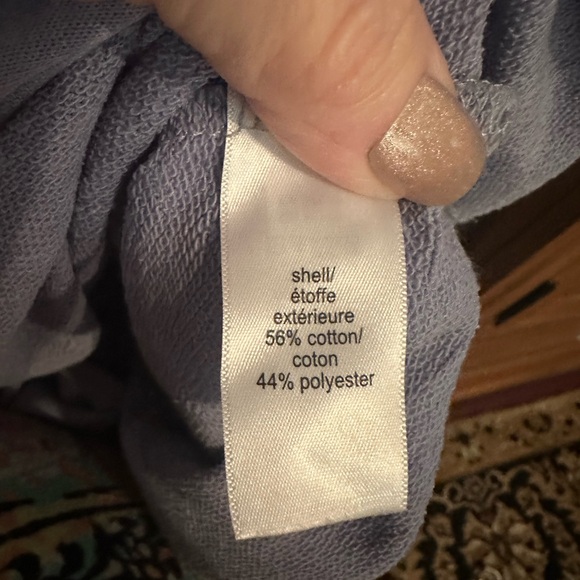 shell/
étoffe
extérieure
56% cotton/
coton
44% polyester